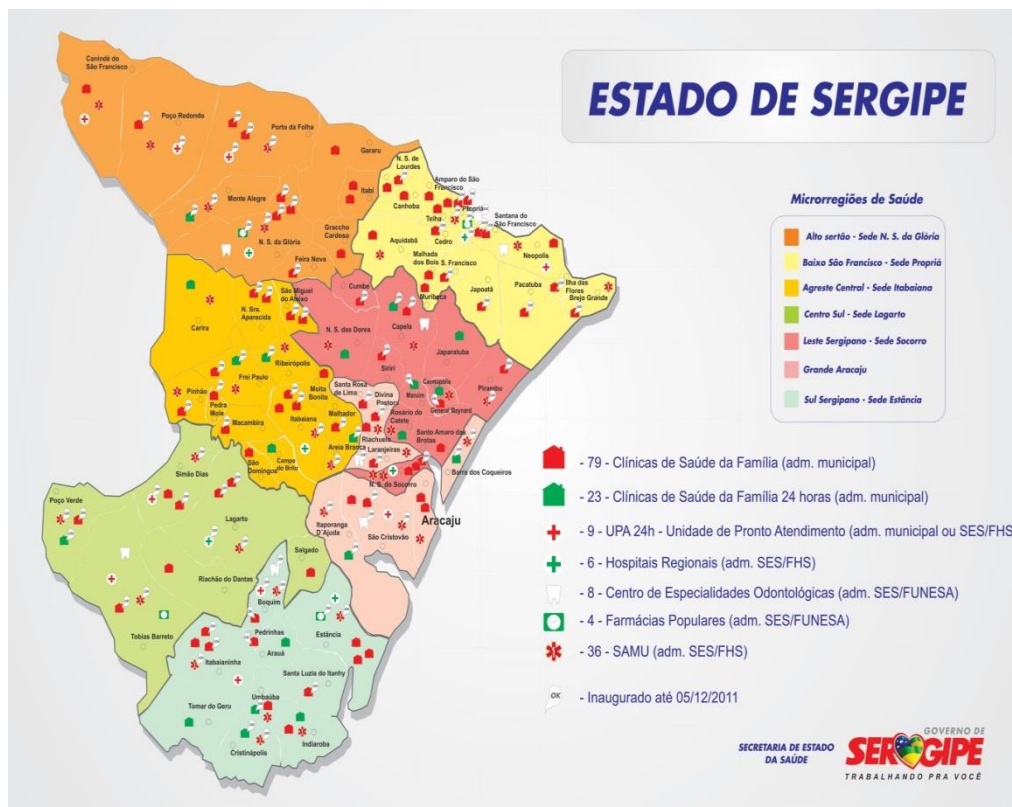 ESTADO DE SERGIPE
Canindé do
São Francisco
Poço Redondo
Porto da Folha
Gararu
Monte Alegre
Itabi
N. S. da Glória
Graccho
Cardosa
Feira Nova
N. S. de
Lourdes
Amparo do São
Francisco
Canhoba
Telha
Propriá
Santana do
São Francisco
Aquidabã
Cedro
Malhada
dos Bois
S. Francisco
Neopolis
Muribeca
Japoatã
Pacatuba
Ilha das
Flores
Brejo Grande
Carira
N. Sra.
Aparecida
São Miguel
do Aleixo
Cumbe
N. S. das Dores
Capela
Japaratuba
Siriri
Pirambu
Ribeirópolis
Frei Paulo
Pinhão
Pedra
Mole
Macambira
Moita
Bonita
Itabaiana
Malhador
Areia Branca
São
Domingos
Campo
do Brito
Santa Rosa
de Lima
Divina
Pastora
Rosário do
Catete
Maruim
Carmópolis
General Maynard
Riachuelo
Santo Amaro das
Brotas
Laranjeiras
Barra dos Coqueiros
N. S. do Socorro
Aracaju
Itaporanga
D'Ajuda
São Cristovão
Simão Dias
Poço Verde
Lagarto
Salgado
Riachão do Dantas
Tobias Barreto
Boquim
Pedrinhas
Arauá
Estância
Itabaianinha
Santa Luzia do Itanhy
Umbaúba
Tomar do Geru
Cristinápolis
Indiaroba
Microrregiões de Saúde
Alto sertão - Sede N. S. da Glória
Baixo São Francisco - Sede Propriá
Agreste Central - Sede Itabaiana
Centro Sul - Sede Lagarto
Leste Sergipano - Sede Socorro
Grande Aracaju
Sul Sergipano - Sede Estância
- 79 - Clínicas de Saúde da Família (adm. municipal)
- 23 - Clínicas de Saúde da Família 24 horas (adm. municipal)
- 9 - UPA 24h - Unidade de Pronto Atendimento (adm. municipal ou SES/FHS
- 6 - Hospitais Regionais (adm. SES/FHS)
- 8 - Centro de Especialidades Odontológicas (adm. SES/FUNESA)
- 4 - Farmácias Populares (adm. SES/FUNESA)
- 36 - SAMU (adm. SES/FHS)
OK - Inaugurado até 05/12/2011
SECRETARIA DE ESTADO
DA SAÚDE
GOVERNO DE
SERGIPE
TRABALHANDO PRA VOCÊ